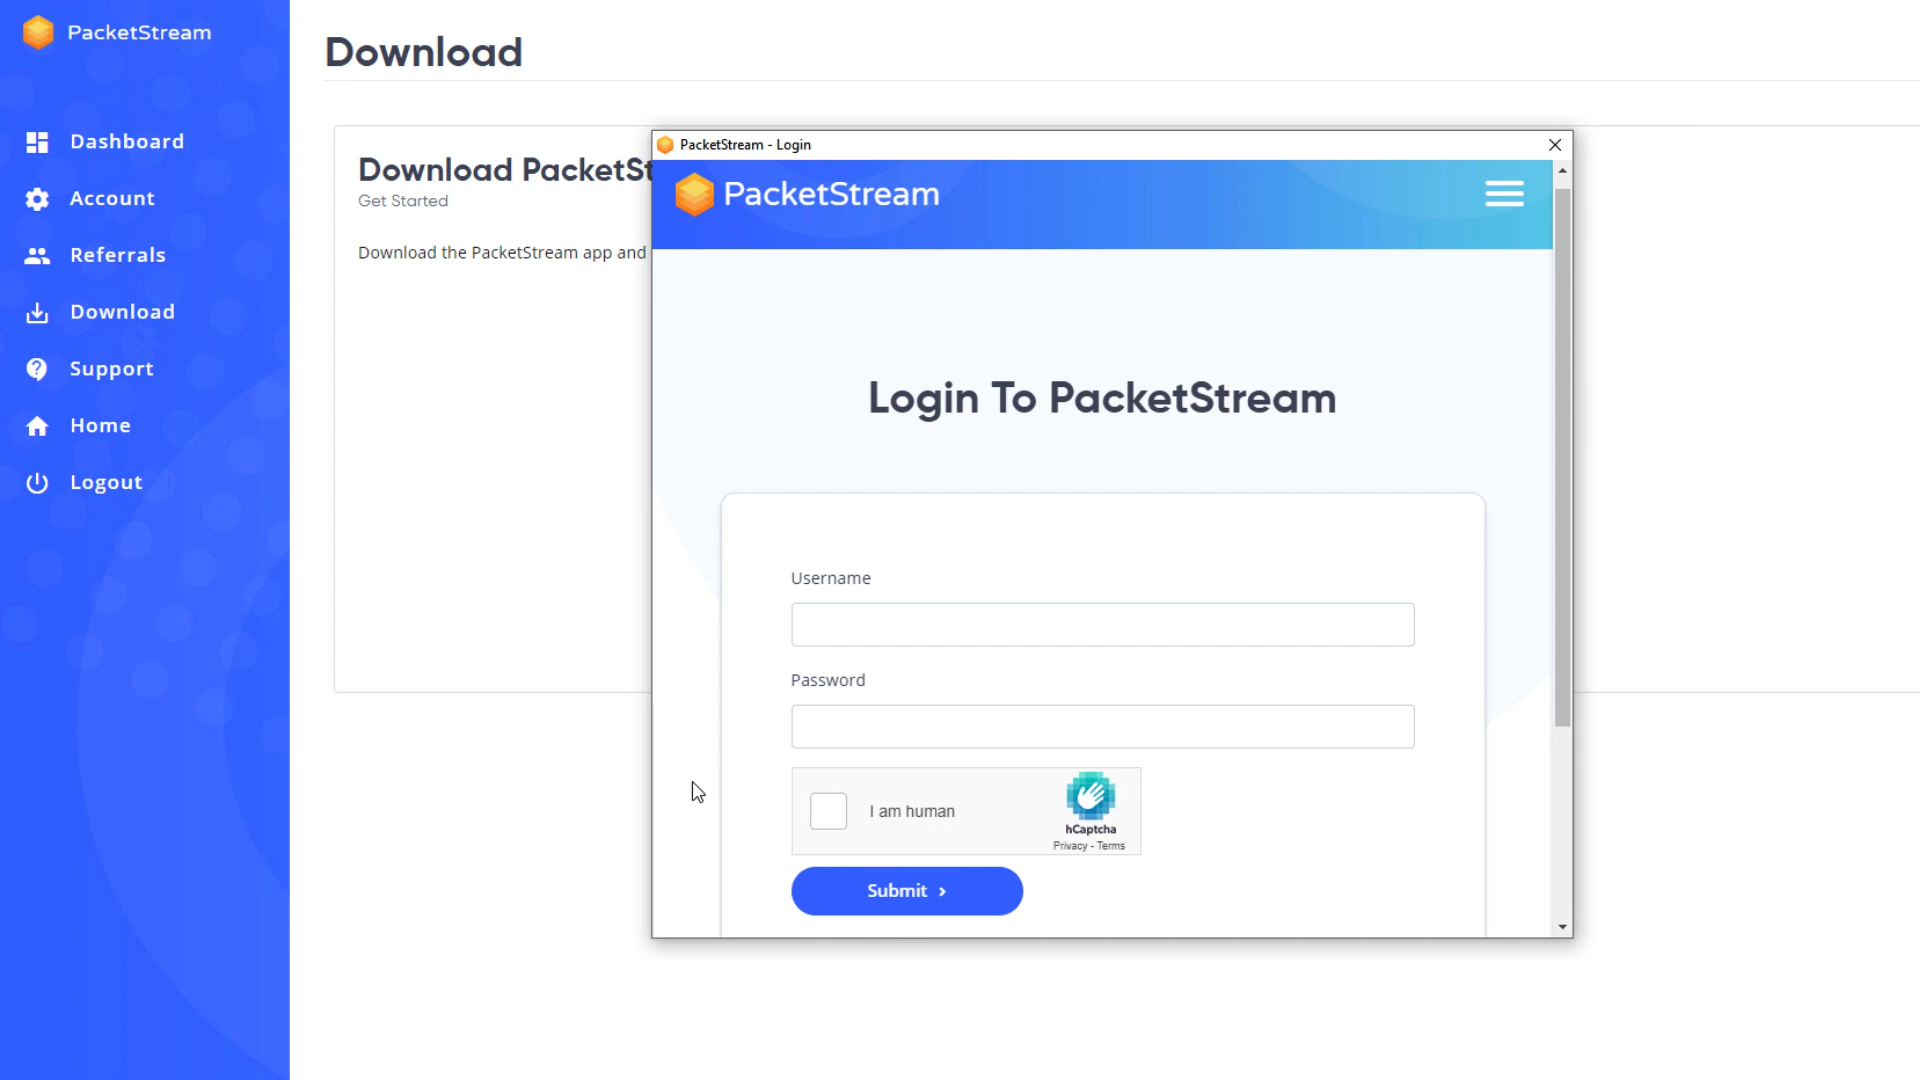 PacketStream
Dashboard
Account
Referrals
Download
Support
Home
Logout
Download
Download PacketSt
Get Started
Download the PacketStream app and
PacketStream - Login
PacketStream
Login To PacketStream
Username
Password
I am human
hCaptcha
Privacy - Terms
Submit ›